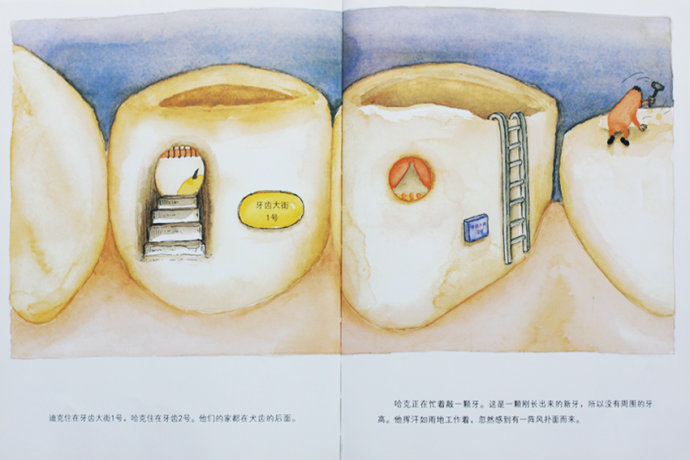 牙齿大街
1号
迪克住在牙齿大街1号,哈克住在牙齿2号。他们的家都在犬齿的后面。
哈克正在忙着敲一颗牙。这是一颗刚长出来的新牙,所以没有周围的牙
高。他挥汗如雨地工作着,忽然感到有一阵风扑面而来。